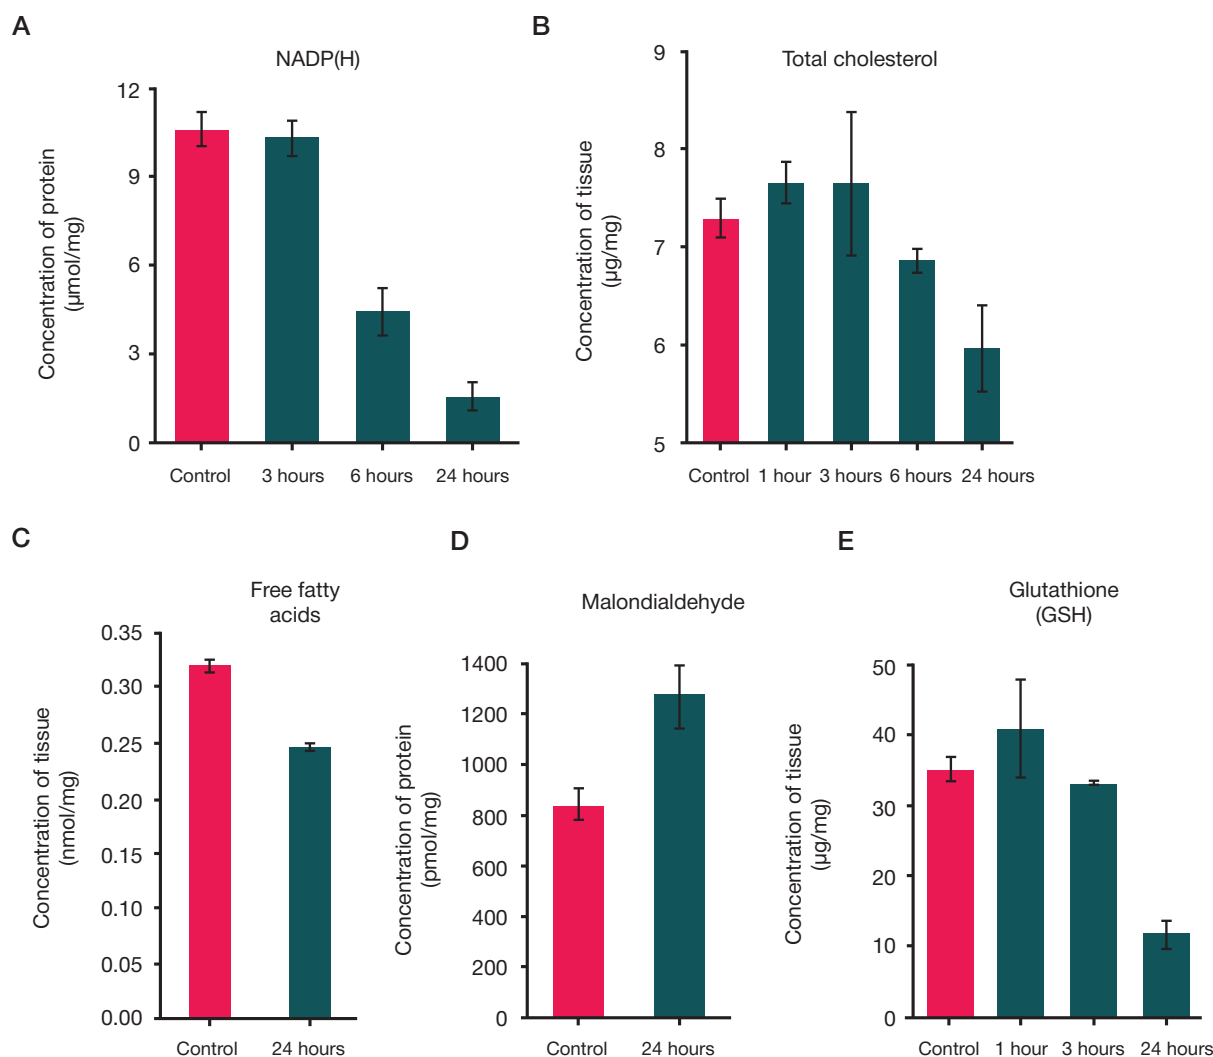 A
NADP(H)
Concentration of protein
(µmol/mg)
12
9
6
3
0
Control 3 hours 6 hours 24 hours
B
Total cholesterol
Concentration of tissue
(µg/mg)
9
8
7
6
5
Control 1 hour 3 hours 6 hours 24 hours
C
Free fatty
acids
Concentration of tissue
(nmol/mg)
0.35
0.30
0.25
0.20
0.15
0.10
0.05
0.00
Control 24 hours
D
Malondialdehyde
Concentration of protein
(pmol/mg)
1400
1200
1000
800
600
400
200
0
Control 24 hours
E
Glutathione
(GSH)
Concentration of tissue
(µg/mg)
50
40
30
20
10
0
Control 1 hour 3 hours 24 hours